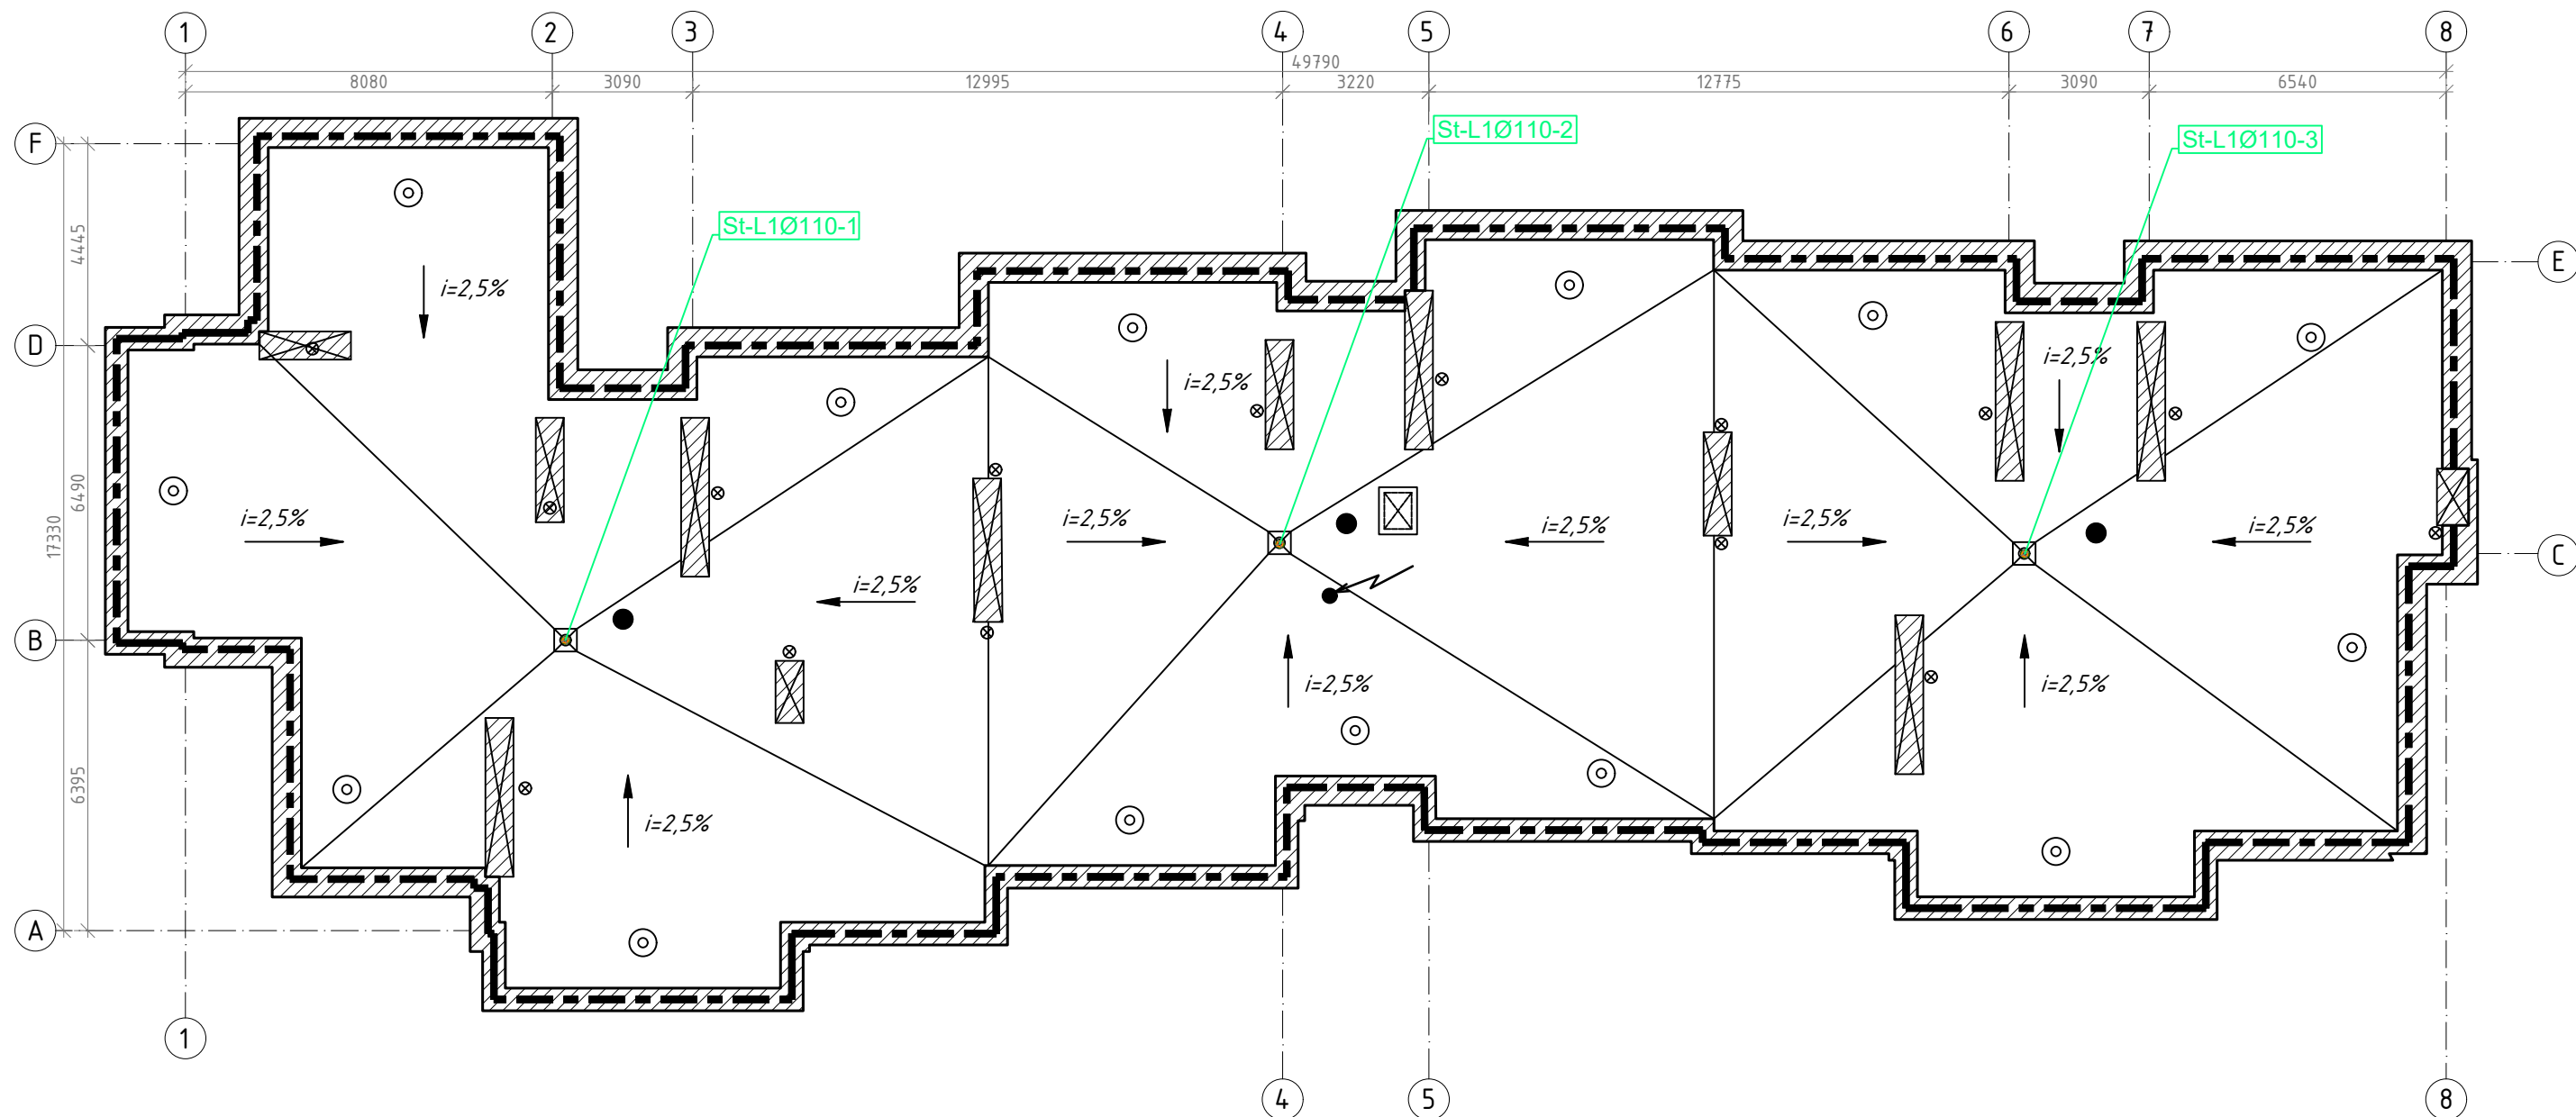 1 2 3 4 5 6 7 8
49790
8080 3090 12995 3220 12775 3090 6540
St-L1Ø110-2
St-L1Ø110-3
F
St-L1Ø110-1
4445
E
i=2,5%
D
i=2,5%
i=2,5%
6490
17330
i=2,5% i=2,5% i=2,5% i=2,5% i=2,5%
C
i=2,5%
B
i=2,5% i=2,5%
6395
i=2,5%
A
1
4 5 8